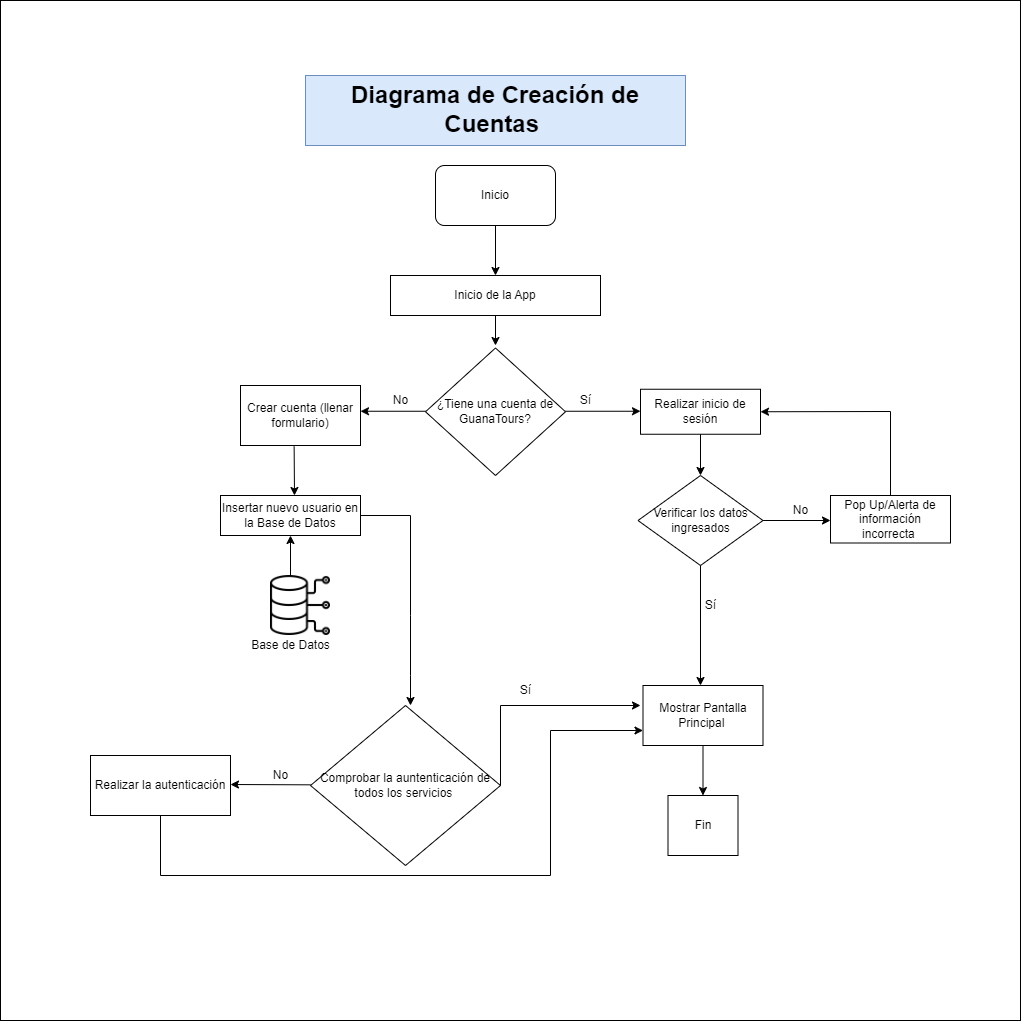 Diagrama de Creación de
Cuentas
Inicio
Inicio de la App
¿Tiene una cuenta de
GuanaTours?
No
Sí
Crear cuenta (llenar
formulario)
Realizar inicio de
sesión
Insertar nuevo usuario en
la Base de Datos
Verificar los datos
ingresados
No
Pop Up/Alerta de
información
incorrecta
Base de Datos
Sí
Sí
Mostrar Pantalla
Principal
Comprobar la auntenticación de
todos los servicios
No
Realizar la autenticación
Fin